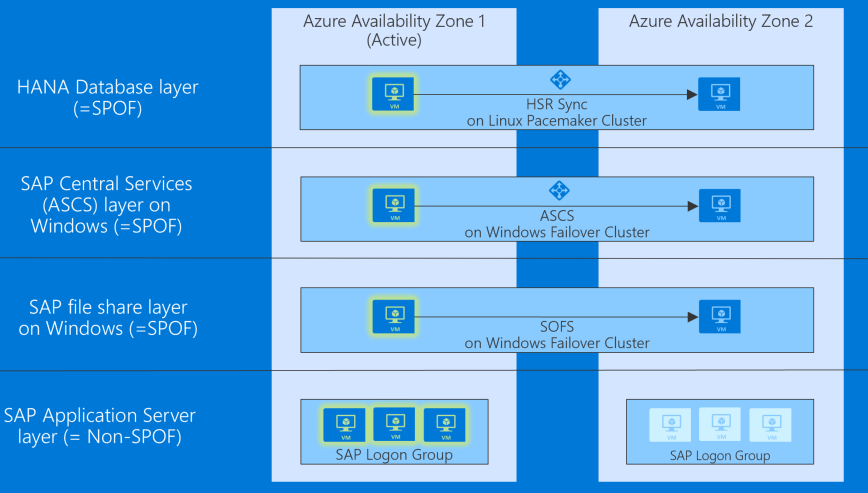 Azure Availability Zone 1
(Active)
Azure Availability Zone 2
HANA Database layer
(=SPOF)
VM
VM
HSR Sync
on Linux Pacemaker Cluster
SAP Central Services
(ASCS) layer on
Windows (=SPOF)
VM
VM
ASCS
on Windows Failover Cluster
SAP file share layer
on Windows (=SPOF)
VM
VM
SOFS
on Windows Failover Cluster
SAP Application Server
layer (= Non-SPOF)
VM
VM
VM
SAP Logon Group
VM
VM
VM
SAP Logon Group